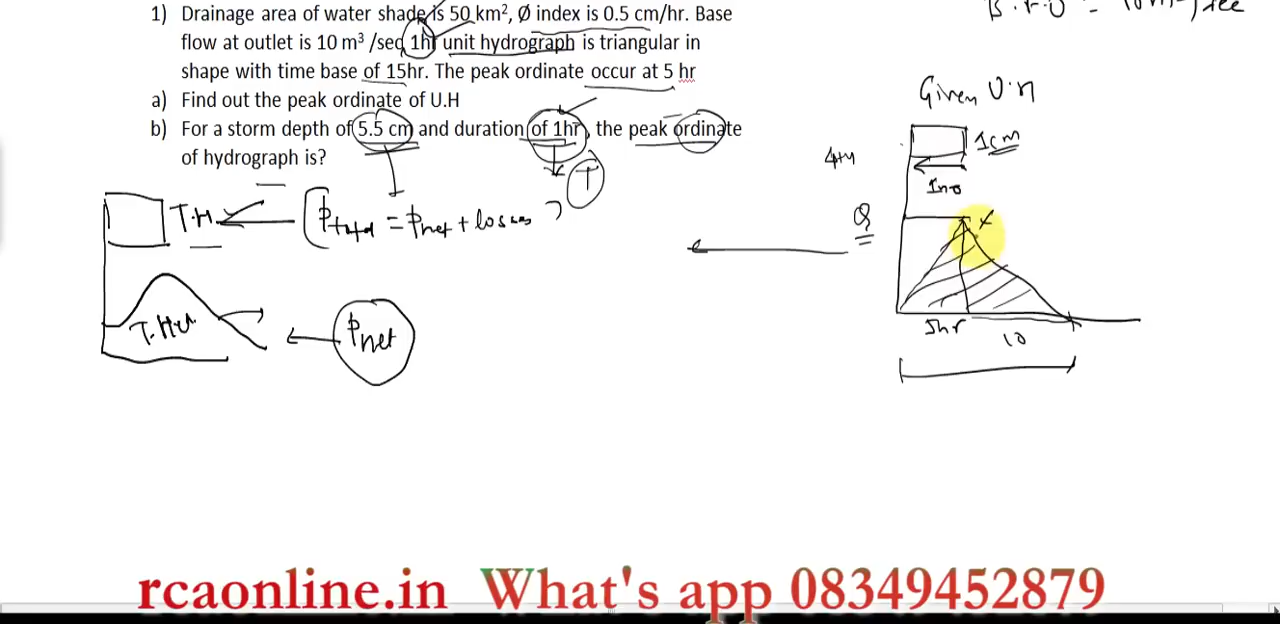 1) Drainage area of water shade is 50 km², Ø index is 0.5 cm/hr. Base
flow at outlet is 10 m³ /sec 1hr unit hydrograph is triangular in
shape with time base of 15hr. The peak ordinate occur at 5 hr
a) Find out the peak ordinate of U.H
b) For a storm depth of 5.5 cm and duration of 1hr, the peak ordinate
of hydrograph is?
Given U.H
1cm
T
T.H
Ptotal = Pnet + losses
Q
T.H
Pnet
5hr
10
rcaonline.in What's app 08349452879